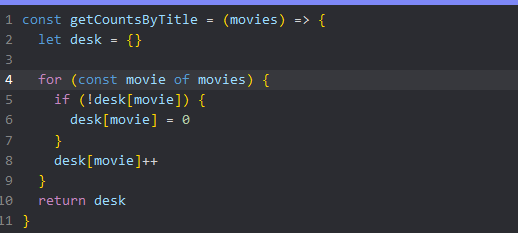 1 const getCountsByTitle = (movies) => {
2   let desk = {}
3
4   for (const movie of movies) {
5     if (!desk[movie]) {
6       desk[movie] = 0
7     }
8     desk[movie]++
9   }
10   return desk
11 }